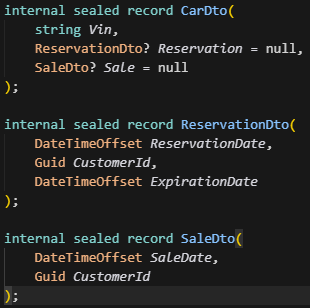 internal sealed record CarDto(
    string Vin,
    ReservationDto? Reservation = null,
    SaleDto? Sale = null
);

internal sealed record ReservationDto(
    DateTimeOffset ReservationDate,
    Guid CustomerId,
    DateTimeOffset ExpirationDate
);

internal sealed record SaleDto(
    DateTimeOffset SaleDate,
    Guid CustomerId
);